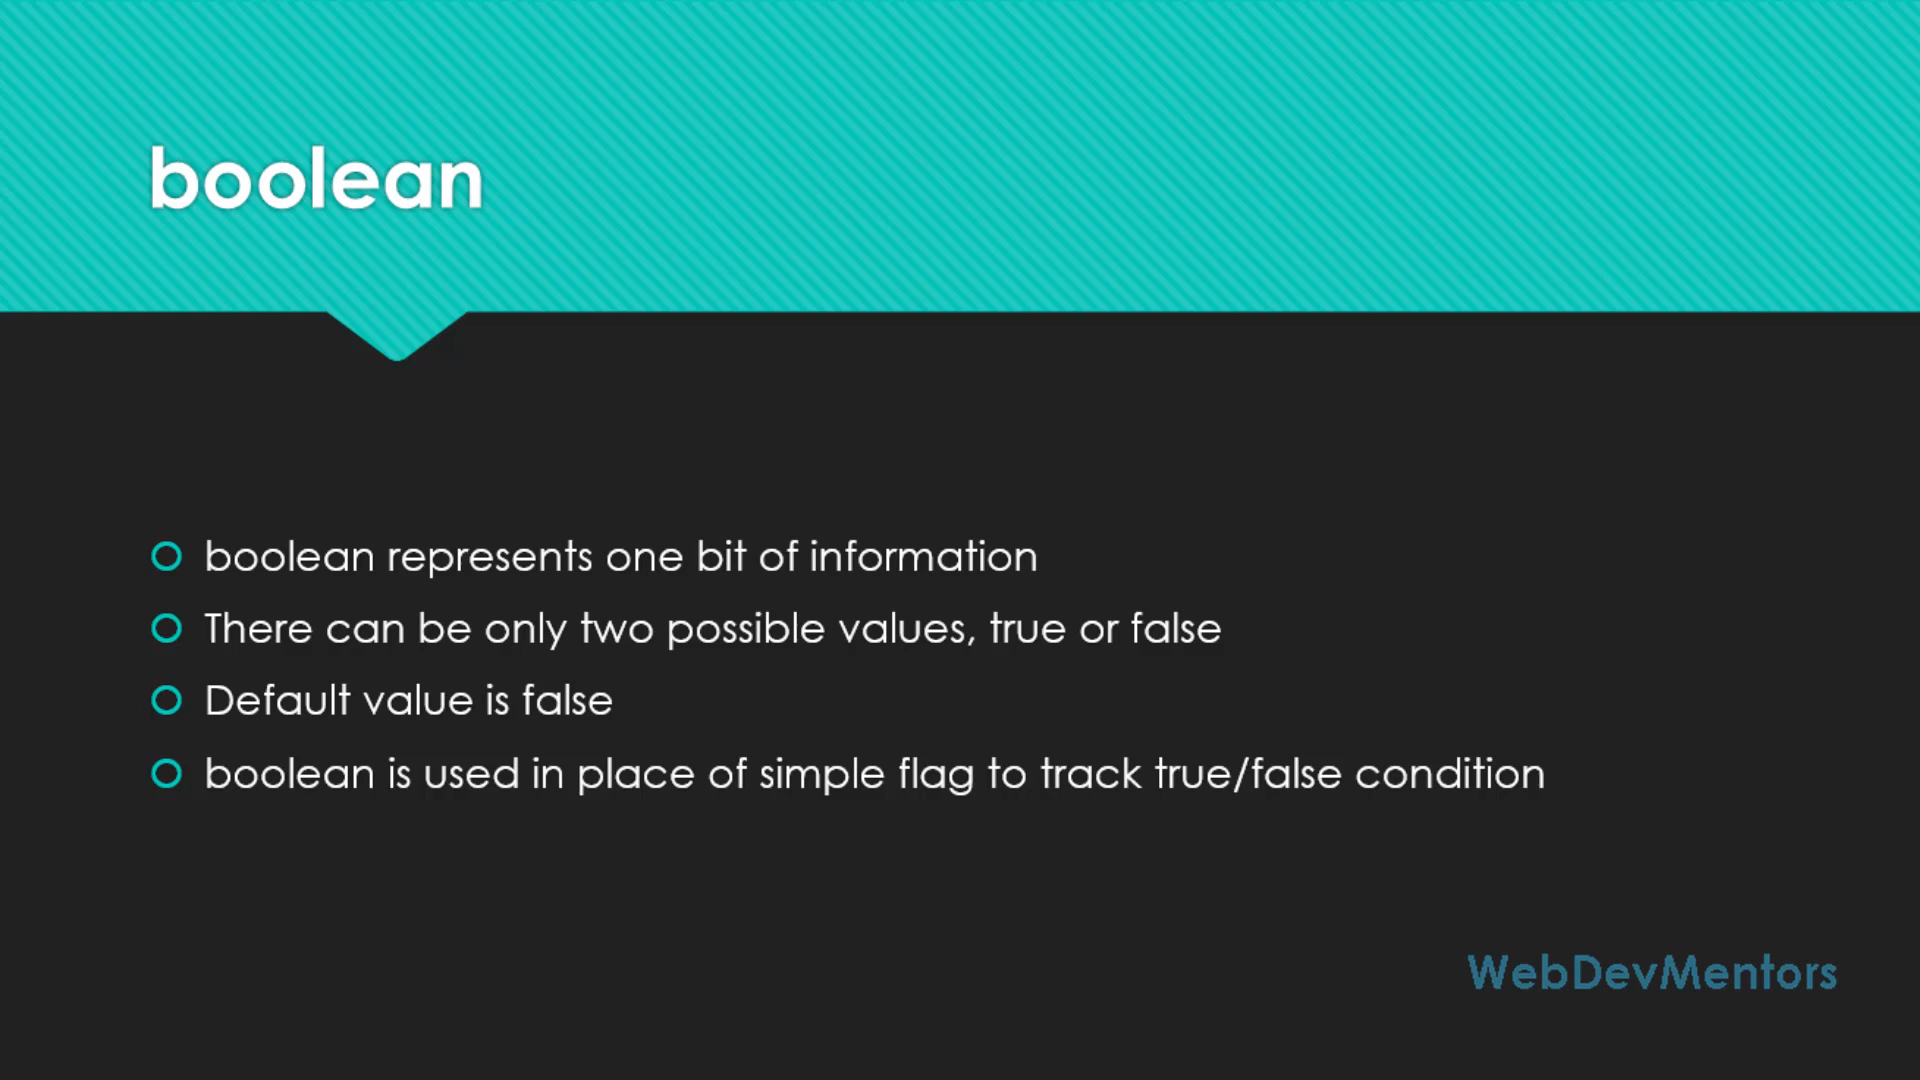 boolean
boolean represents one bit of information
There can be only two possible values, true or false
Default value is false
boolean is used in place of simple flag to track true/false condition
WebDevMentors